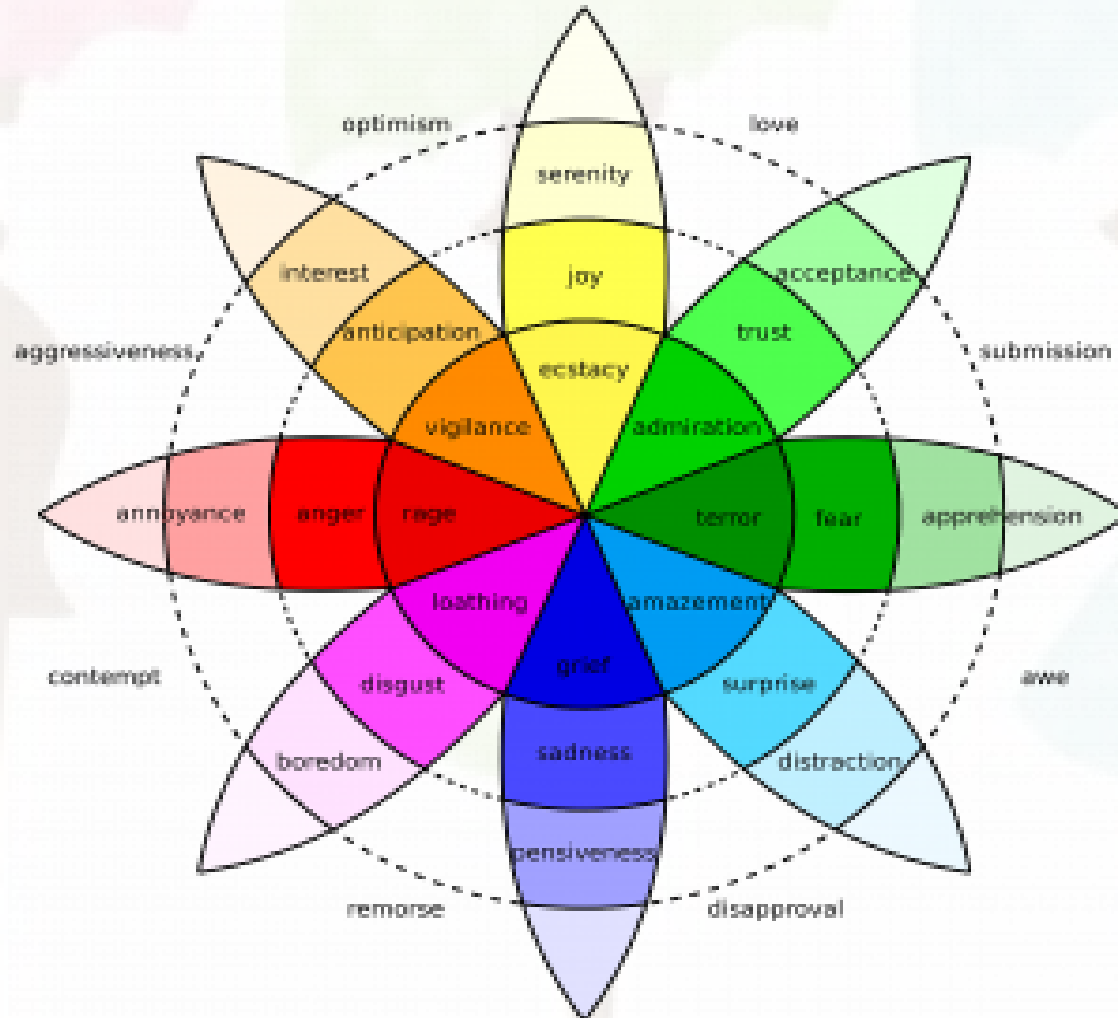 optimism
love
serenity
interest
joy
acceptance
anticipation
trust
aggressiveness
submission
ecstacy
vigilance
admiration
annoyance
anger
rage
terror
fear
apprehension
loathing
amazement
grief
contempt
disgust
surprise
awe
sadness
boredom
distraction
pensiveness
remorse
disapproval